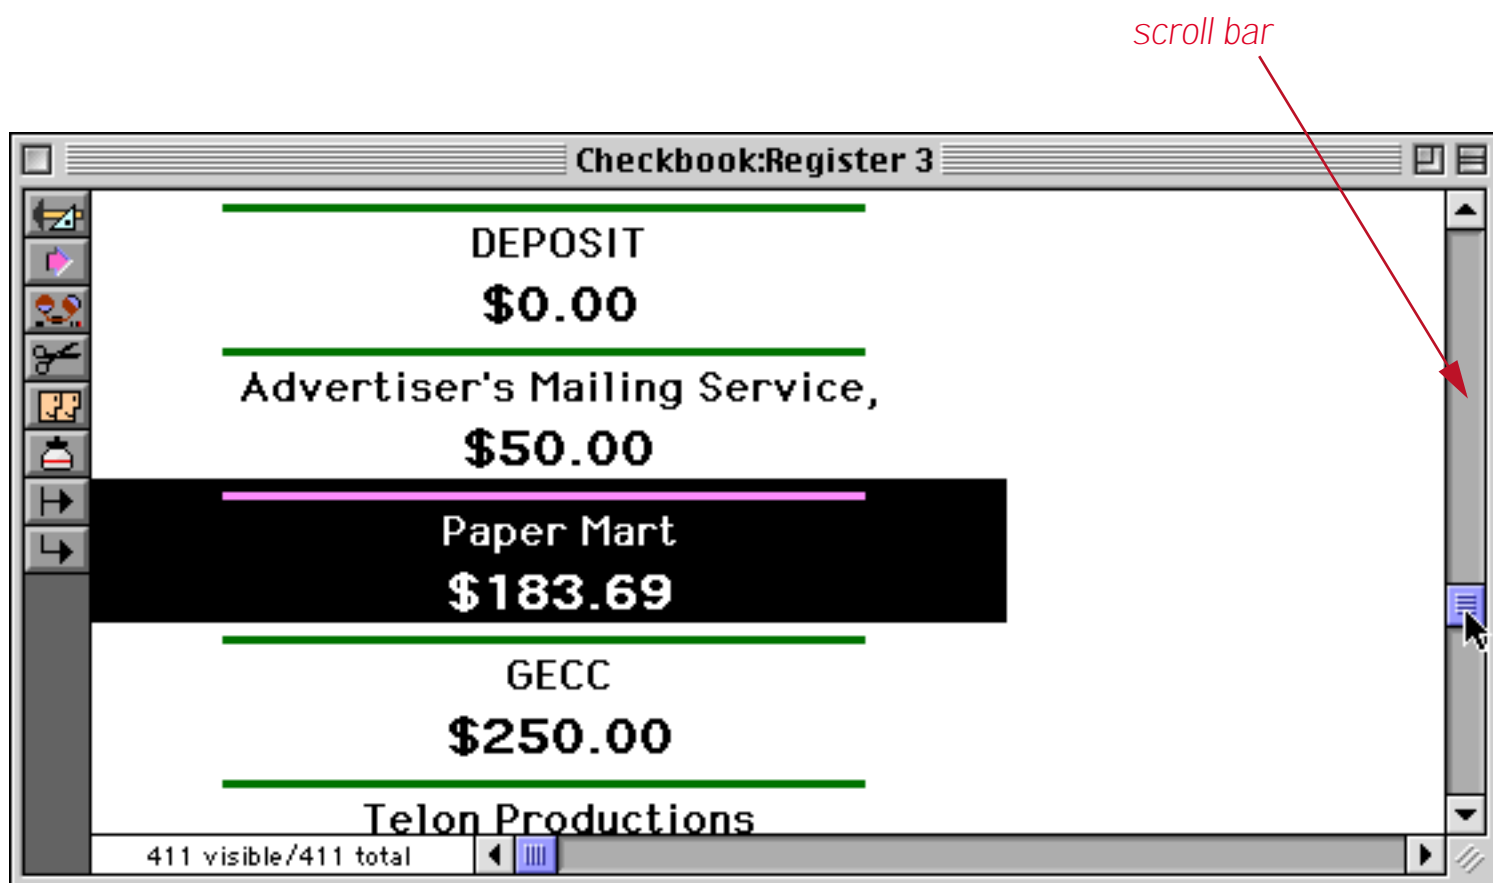 scroll bar
Checkbook:Register 3
DEPOSIT
$0.00
Advertiser's Mailing Service,
$50.00
Paper Mart
$183.69
GECC
$250.00
Telon Productions
411 visible/411 total